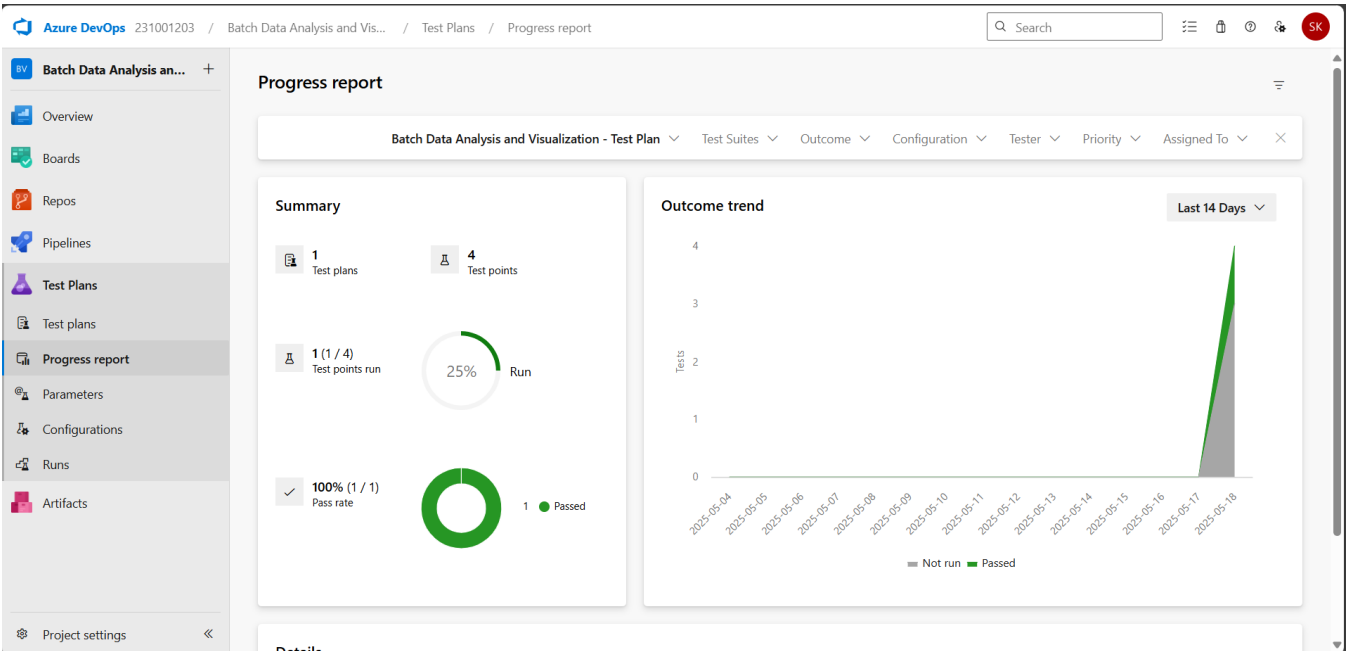 Azure DevOps 231001203 / Batch Data Analysis and Vis... / Test Plans / Progress report
Search
SK
BV Batch Data Analysis an... +
Overview
Boards
Repos
Pipelines
Test Plans
Test plans
Progress report
Parameters
Configurations
Runs
Artifacts
Project settings
Progress report
Batch Data Analysis and Visualization - Test Plan Test Suites Outcome Configuration Tester Priority Assigned To
Summary
1
Test plans
4
Test points
1 (1 / 4)
Test points run
25%
Run
100% (1 / 1)
Pass rate
1 Passed
Outcome trend
Last 14 Days
4
3
2
1
0
Tests
2025-05-04
2025-05-05
2025-05-06
2025-05-07
2025-05-08
2025-05-09
2025-05-10
2025-05-11
2025-05-12
2025-05-13
2025-05-14
2025-05-15
2025-05-16
2025-05-17
2025-05-18
Not run Passed
Details